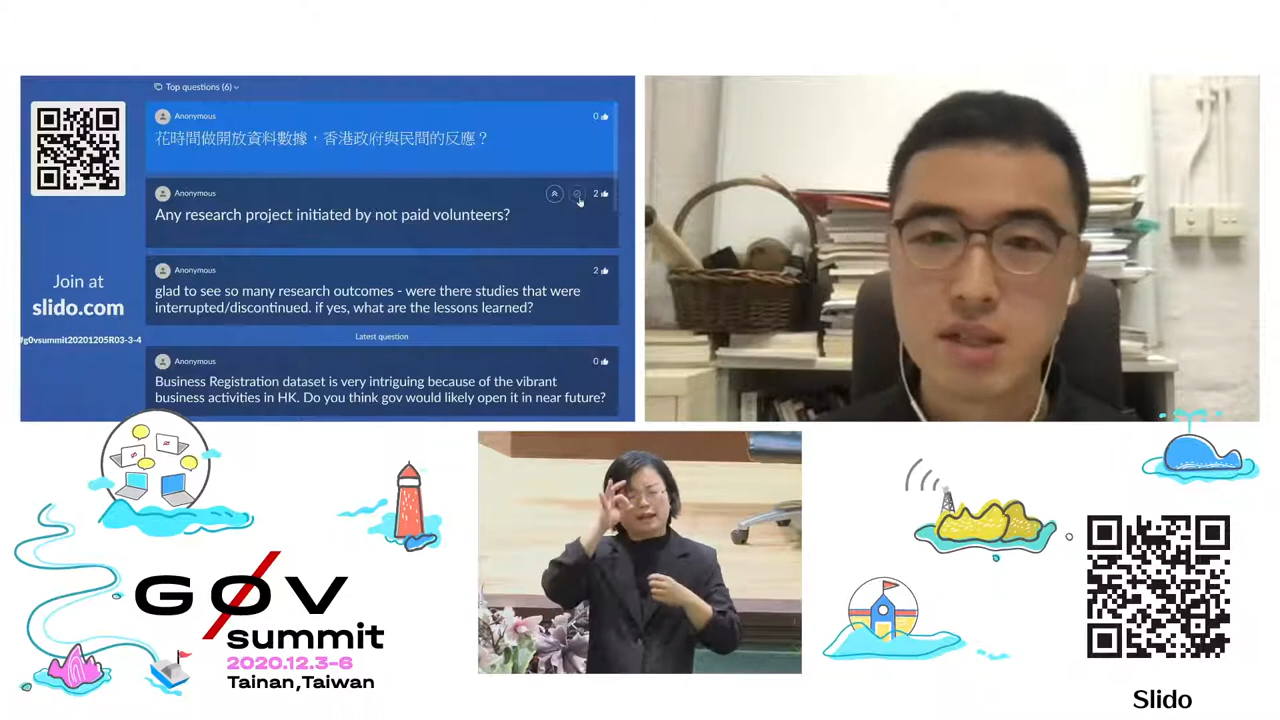 Top questions (6)
Anonymous
0
花時間做開放資料數據，香港政府與民間的反應？
Anonymous
2
Any research project initiated by not paid volunteers?
Anonymous
2
glad to see so many research outcomes - were there studies that were
interrupted/discontinued. if yes, what are the lessons learned?
Latest question
Anonymous
0
Business Registration dataset is very intriguing because of the vibrant
business activities in HK. Do you think gov would likely open it in near future?
Join at
slido.com
#g0vsummit20201205R03-3-4
GØV
summit
2020.12.3-6
Tainan,Taiwan
Slido